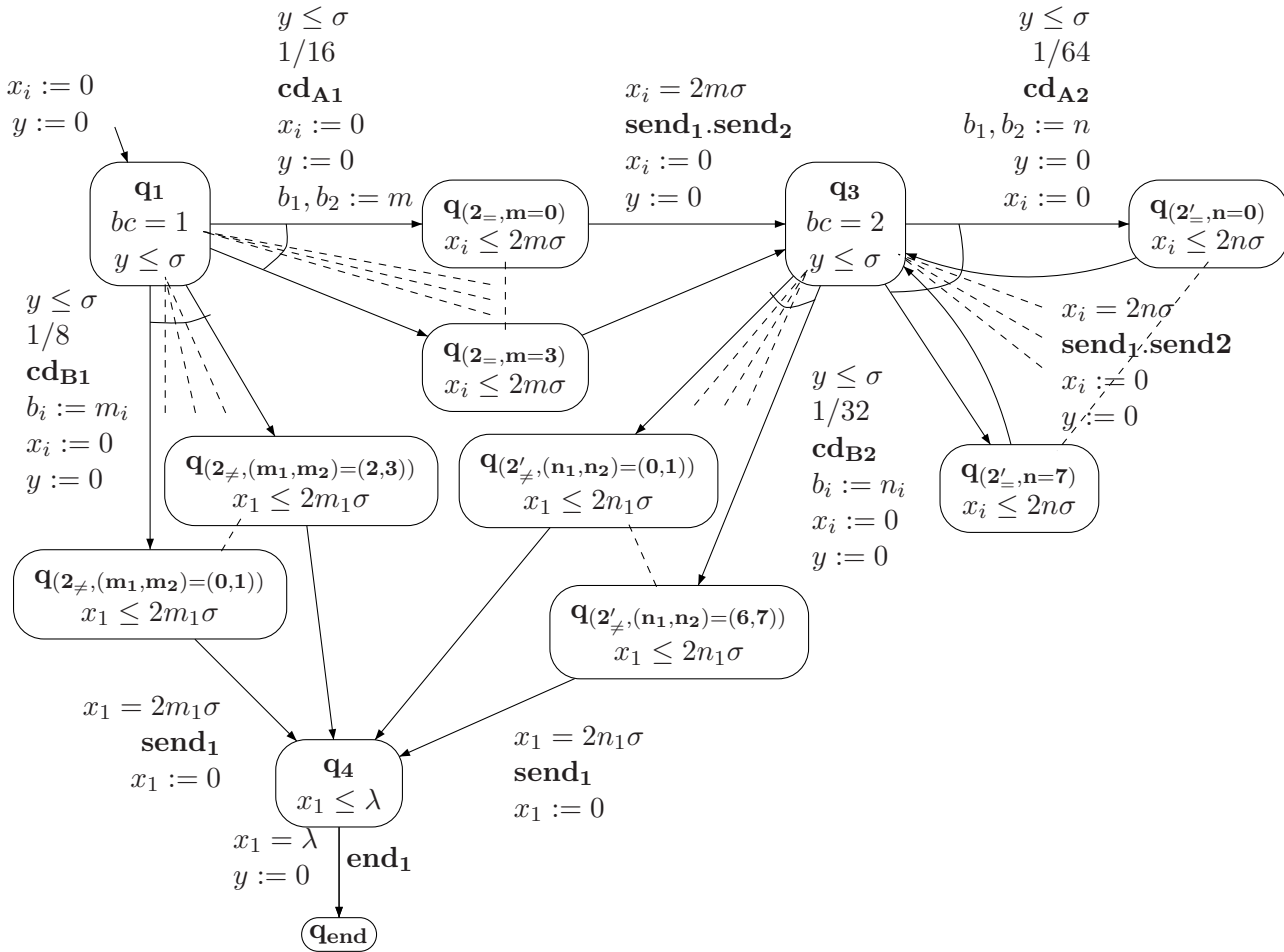 x_i := 0
y := 0
y ≤ σ
1/16
cd_A1
x_i := 0
y := 0
b_1, b_2 := m
x_i = 2mσ
send_1.send_2
x_i := 0
y := 0
y ≤ σ
1/64
cd_A2
b_1, b_2 := n
y := 0
x_i := 0
q_1
bc = 1
y ≤ σ
q_(2_=,m=0)
x_i ≤ 2mσ
q_3
bc = 2
y ≤ σ
q_(2'_=,n=0)
x_i ≤ 2nσ
y ≤ σ
1/8
cd_B1
b_i := m_i
x_i := 0
y := 0
q_(2_=,m=3)
x_i ≤ 2mσ
x_i = 2nσ
send_1.send2
x_i := 0
y := 0
y ≤ σ
1/32
cd_B2
b_i := n_i
x_i := 0
y := 0
q_(2_≠,(m_1,m_2)=(2,3))
x_1 ≤ 2m_1σ
q_(2'_≠,(n_1,n_2)=(0,1))
x_1 ≤ 2n_1σ
q_(2'_=,n=7)
x_i ≤ 2nσ
q_(2_≠,(m_1,m_2)=(0,1))
x_1 ≤ 2m_1σ
q_(2'_≠,(n_1,n_2)=(6,7))
x_1 ≤ 2n_1σ
x_1 = 2m_1σ
send_1
x_1 := 0
q_4
x_1 ≤ λ
x_1 = 2n_1σ
send_1
x_1 := 0
x_1 = λ
y := 0
end_1
q_end